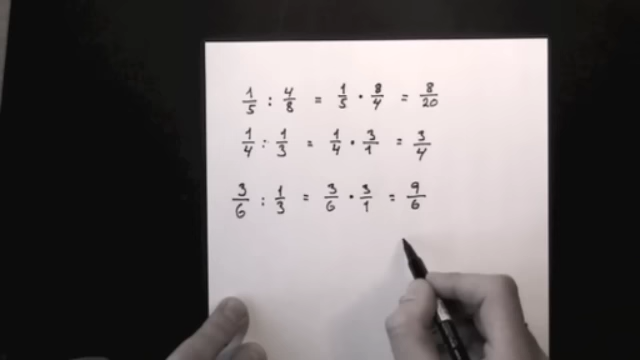 1/5 : 4/8 = 1/5 · 8/4 = 8/20
1/4 : 1/3 = 1/4 · 3/1 = 3/4
3/6 : 1/3 = 3/6 · 3/1 = 9/6